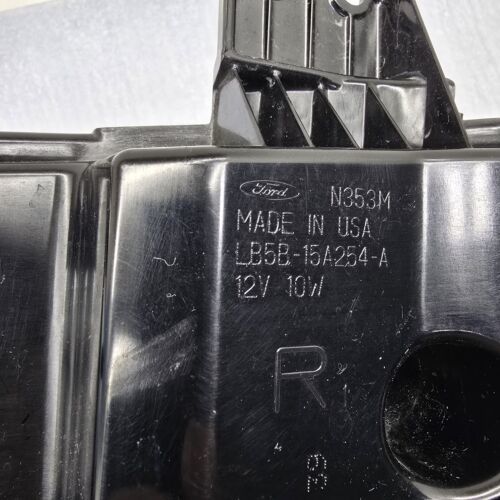 Ford N353M
MADE IN USA
LB5B-15A254-A
12V 10W
R